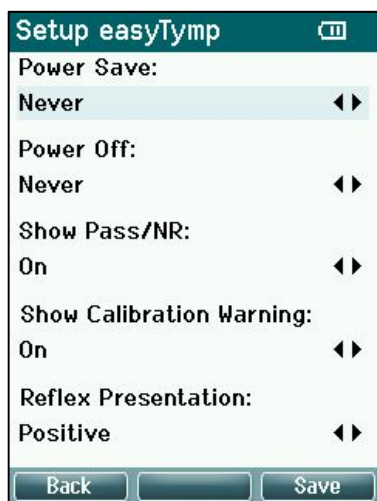 Setup easyTymp
Power Save:
Never
Power Off:
Never
Show Pass/NR:
On
Show Calibration Warning:
On
Reflex Presentation:
Positive
Back Save